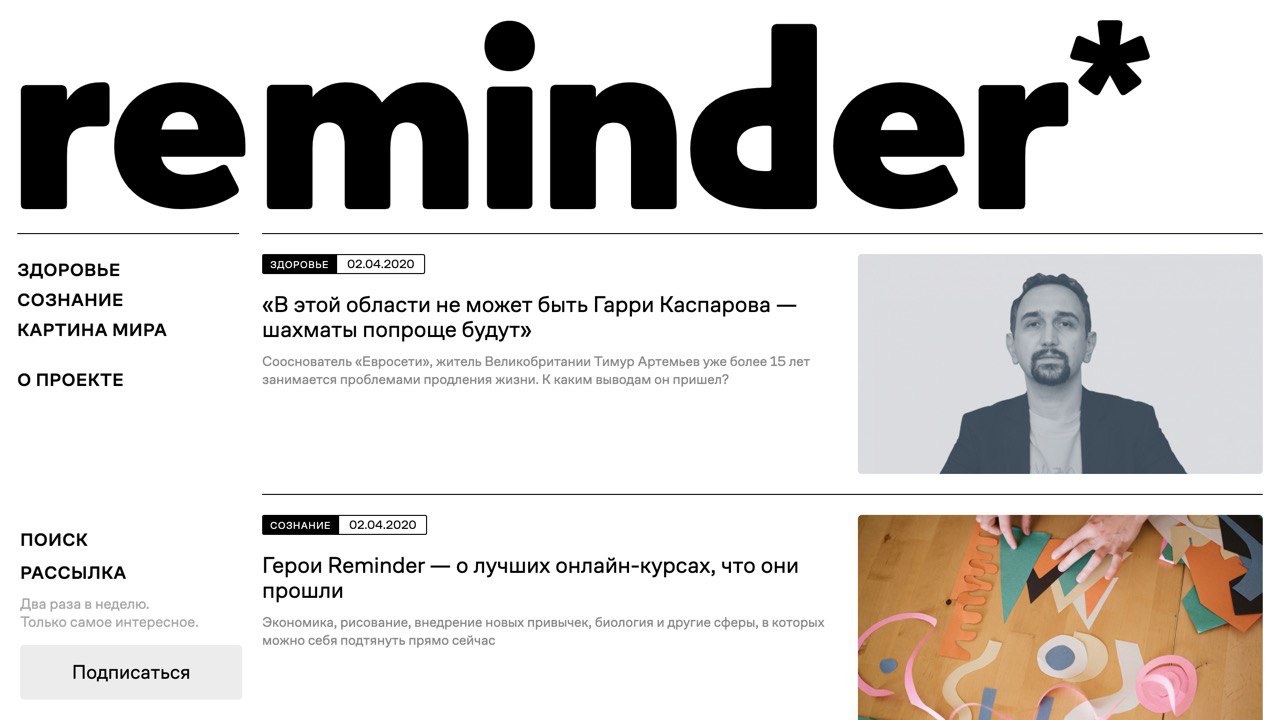 reminder*
ЗДОРОВЬЕ
СОЗНАНИЕ
КАРТИНА МИРА
О ПРОЕКТЕ
ПОИСК
РАССЫЛКА
Два раза в неделю.
Только самое интересное.
Подписаться
ЗДОРОВЬЕ 02.04.2020
«В этой области не может быть Гарри Каспарова —
шахматы попроще будут»
Сооснователь «Евросети», житель Великобритании Тимур Артемьев уже более 15 лет
занимается проблемами продления жизни. К каким выводам он пришел?
СОЗНАНИЕ 02.04.2020
Герои Reminder — о лучших онлайн-курсах, что они
прошли
Экономика, рисование, внедрение новых привычек, биология и другие сферы, в которых
можно себя подтянуть прямо сейчас